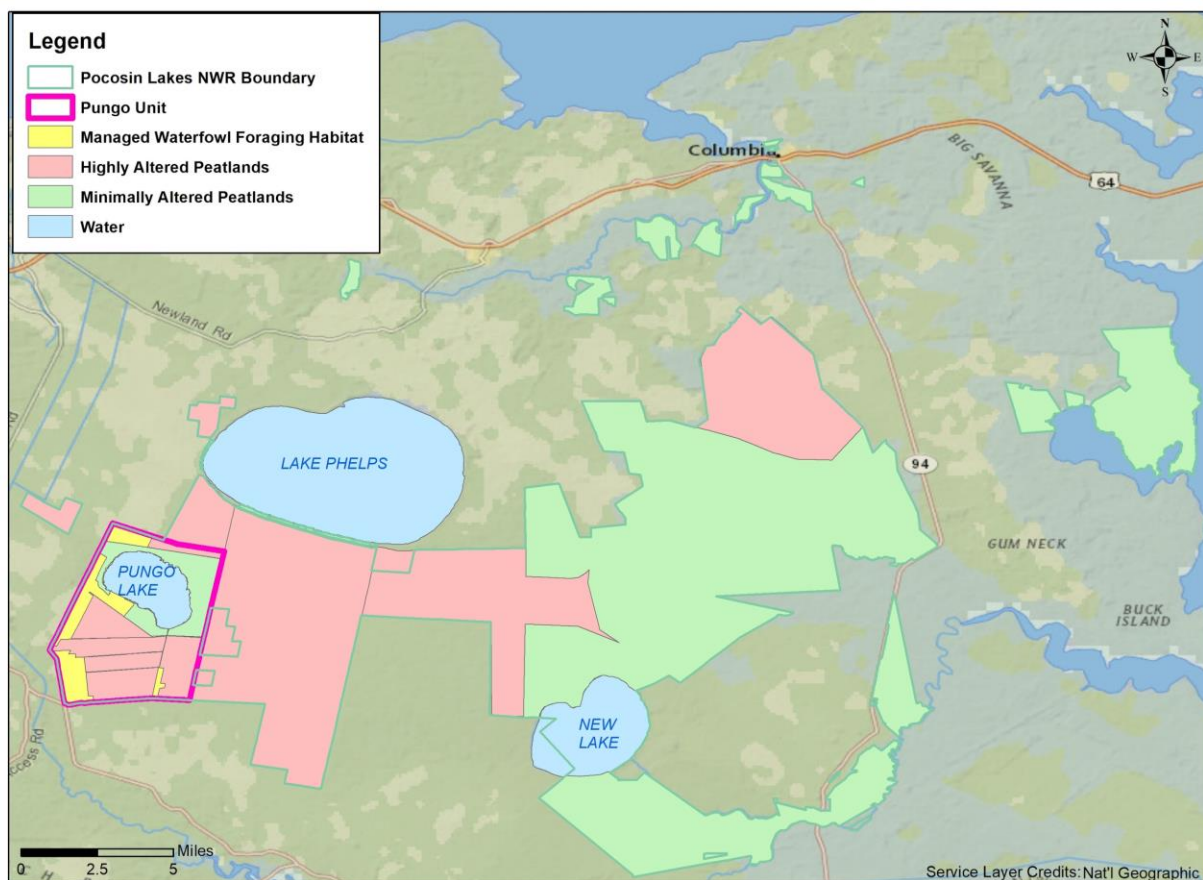 Legend
Pocosin Lakes NWR Boundary
Pungo Unit
Managed Waterfowl Foraging Habitat
Highly Altered Peatlands
Minimally Altered Peatlands
Water
N
W
E
S
Columbi
BIG SAVANNA
64
Newland Rd
LAKE PHELPS
94
PUNGO
LAKE
GUM NECK
BUCK
ISLAND
NEW
LAKE
Miles
0
2.5
5
Service Layer Credits: Nat'l Geographic